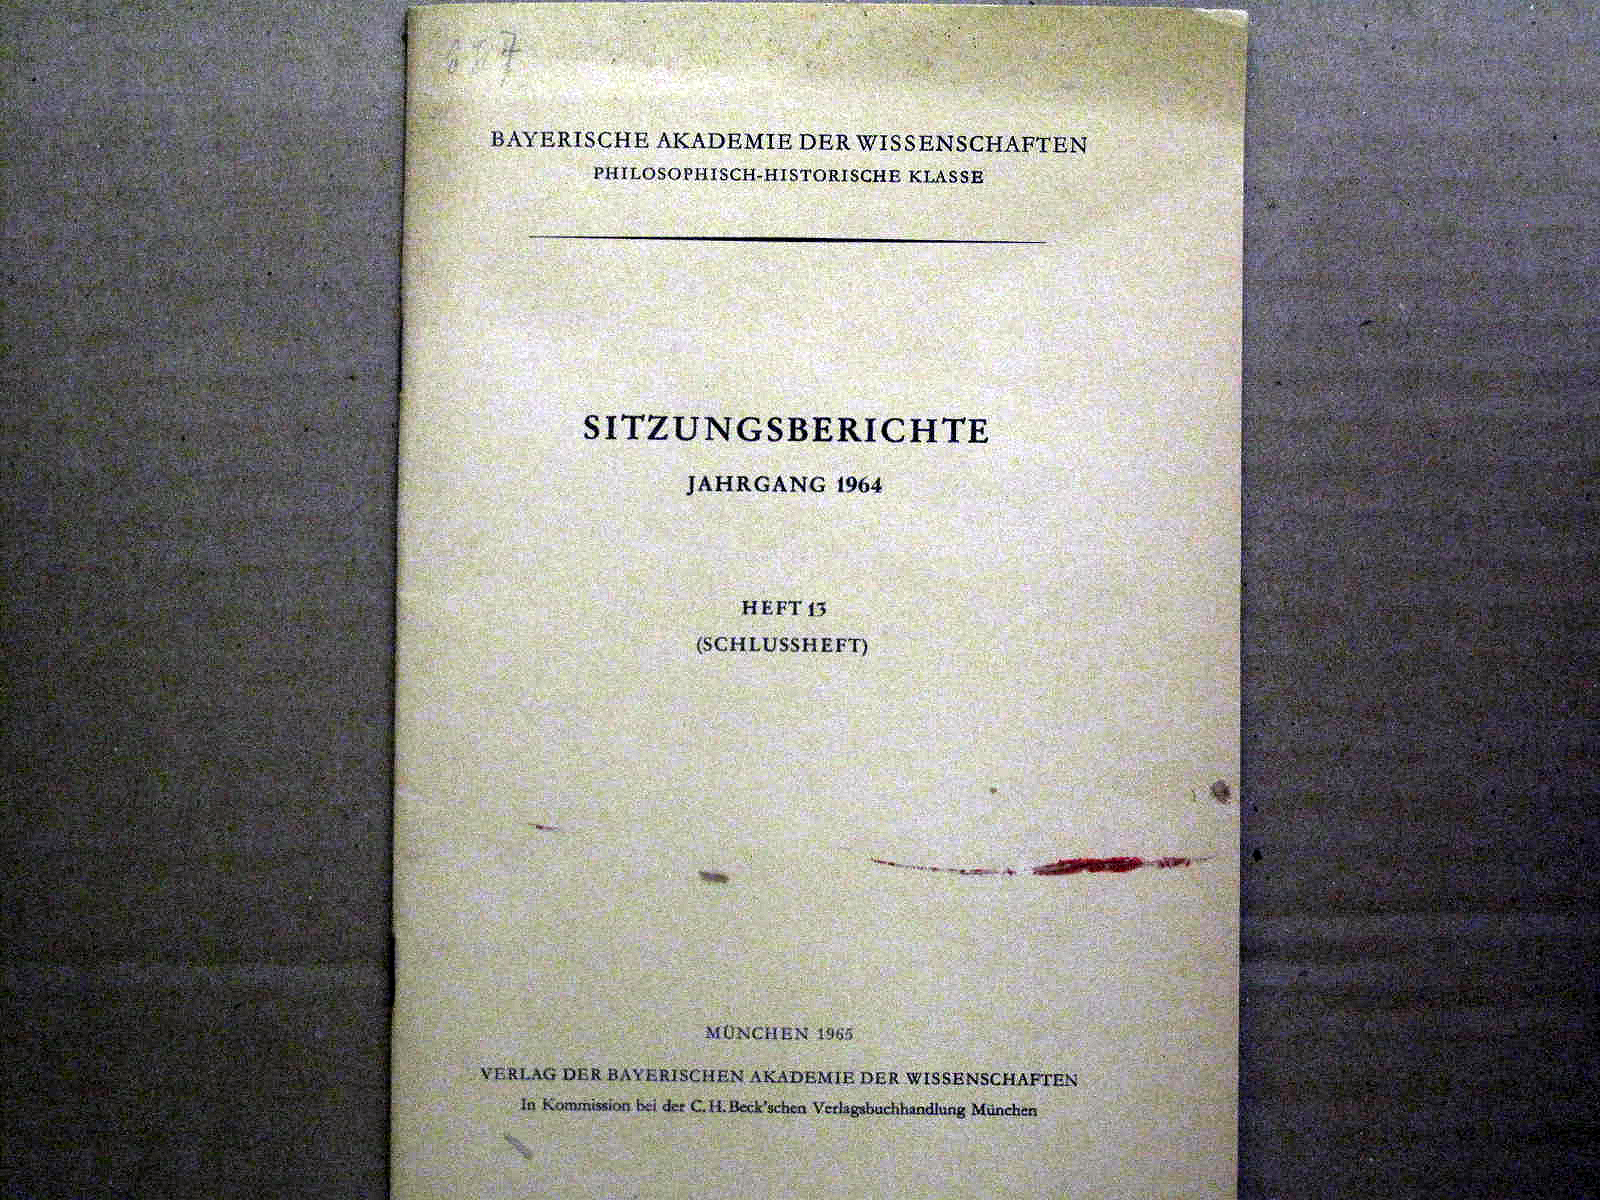 BAYERISCHE AKADEMIE DER WISSENSCHAFTEN
PHILOSOPHISCH-HISTORISCHE KLASSE
SITZUNGSBERICHTE
JAHRGANG 1964
HEFT 13
(SCHLUSSHEFT)
MÜNCHEN 1965
VERLAG DER BAYERISCHEN AKADEMIE DER WISSENSCHAFTEN
In Kommission bei der C. H. Beck'schen Verlagsbuchhandlung München